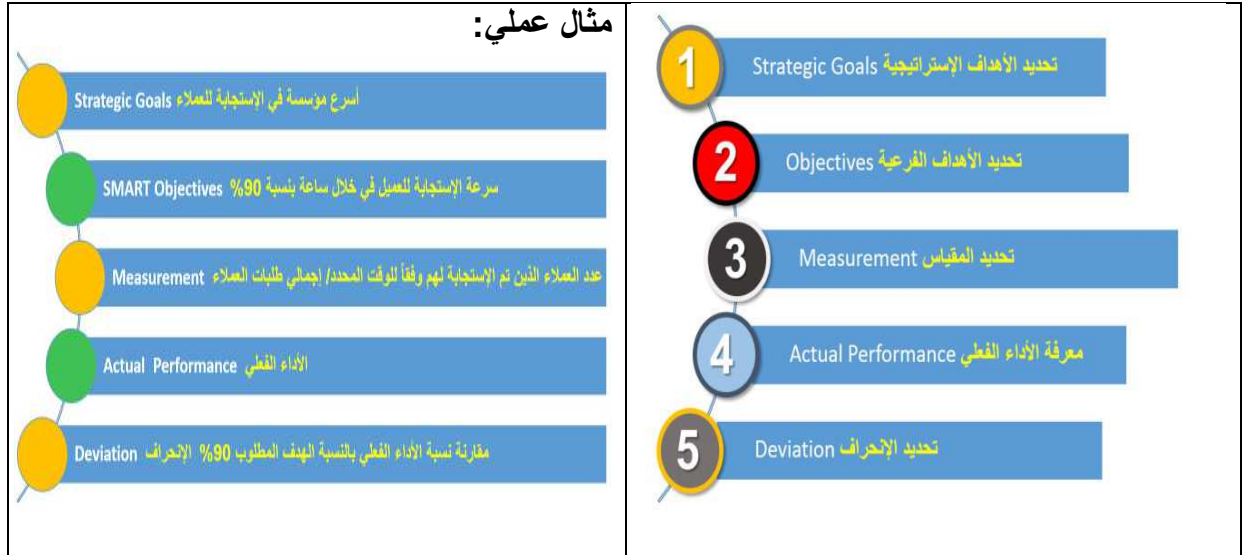 1
تحديد الأهداف الإستراتيجية Strategic Goals
2
تحديد الأهداف الفرعية Objectives
3
تحديد المقياس Measurement
4
معرفة الأداء الفعلي Actual Performance
5
تحديد الإنحراف Deviation
مثال عملي:
أسرع مؤسسة في الإستجابة للعملاء Strategic Goals
سرعة الإستجابة للعميل في خلال ساعة بنسبة 90% SMART Objectives
عدد العملاء الذين تم الإستجابة لهم وفقاً للوقت المحدد/ إجمالي طلبات العملاء Measurement
الأداء الفعلي Actual Performance
مقارنة نسبة الأداء الفعلي بالنسبة الهدف المطلوب 90% الإنحراف Deviation